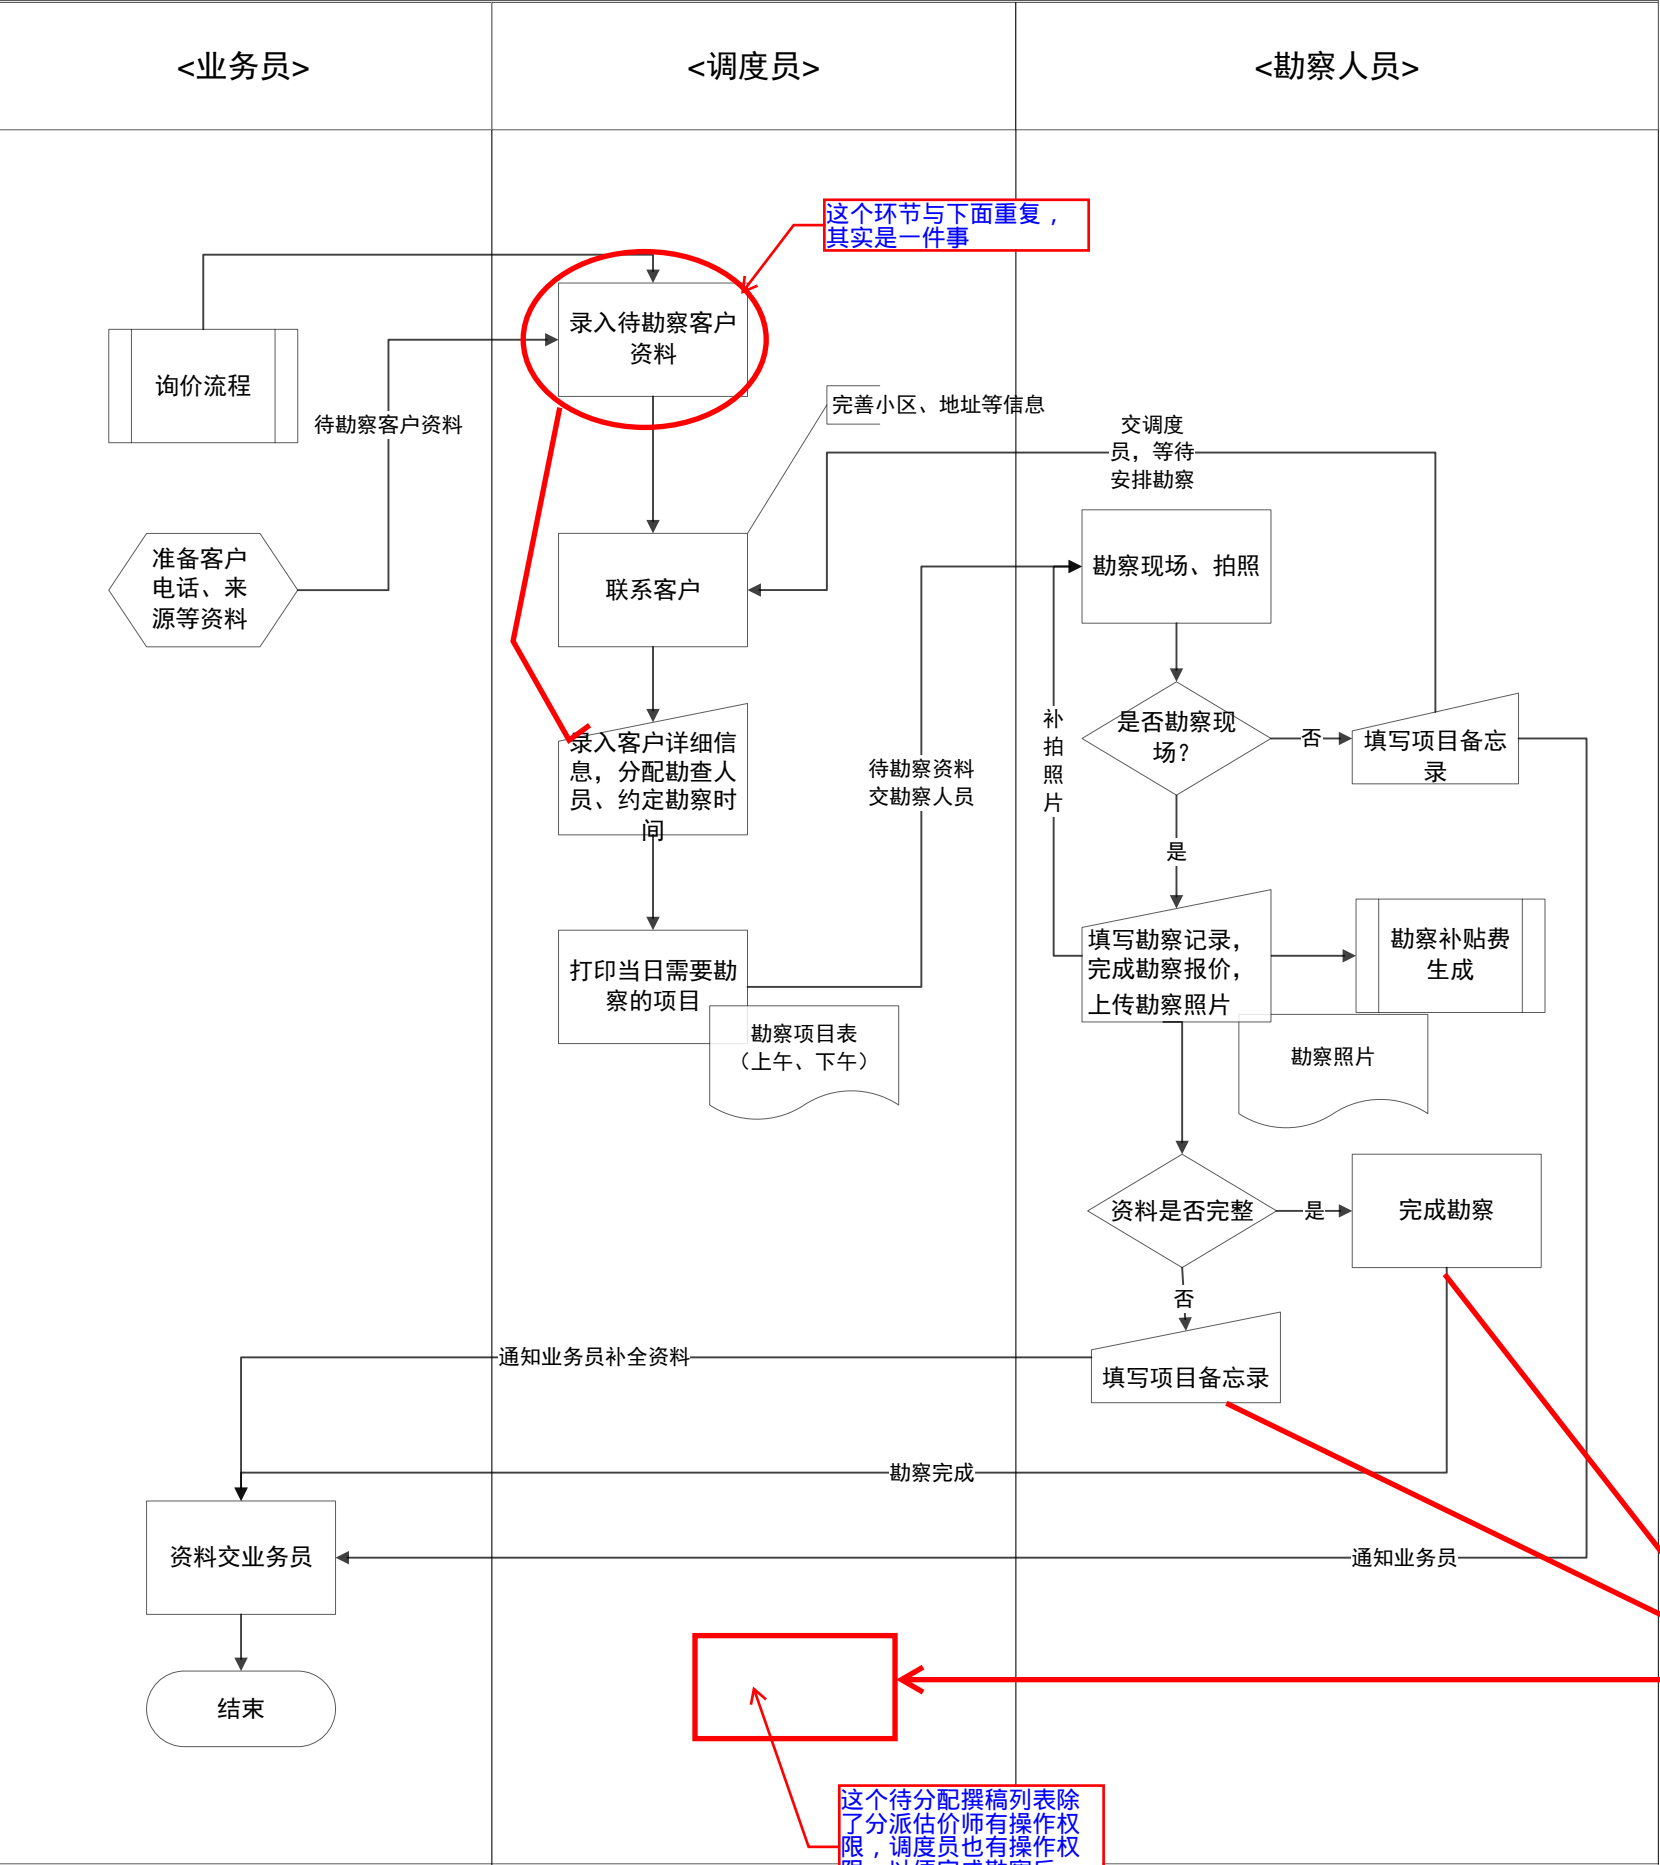 <业务员>
<调度员>
<勘察人员>
这个环节与下面重复，
其实是一件事
录入待勘察客户
资料
询价流程
待勘察客户资料
完善小区、地址等信息
交调度
员，等待
安排勘察
准备客户
电话、来
源等资料
联系客户
勘察现场、拍照
补
拍
照
片
是否勘察现
场？
否
填写项目备忘
录
录入客户详细信
息，分配勘查人
员、约定勘察时
间
待勘察资料
交勘察人员
是
填写勘察记录，
完成勘察报价，
上传勘察照片
勘察补贴费
生成
打印当日需要勘
察的项目
勘察项目表
（上午、下午）
勘察照片
资料是否完整
是
完成勘察
否
通知业务员补全资料
填写项目备忘录
勘察完成
资料交业务员
通知业务员
结束
这个待分配撰稿列表除
了分派估价师有操作权
限，调度员也有操作权